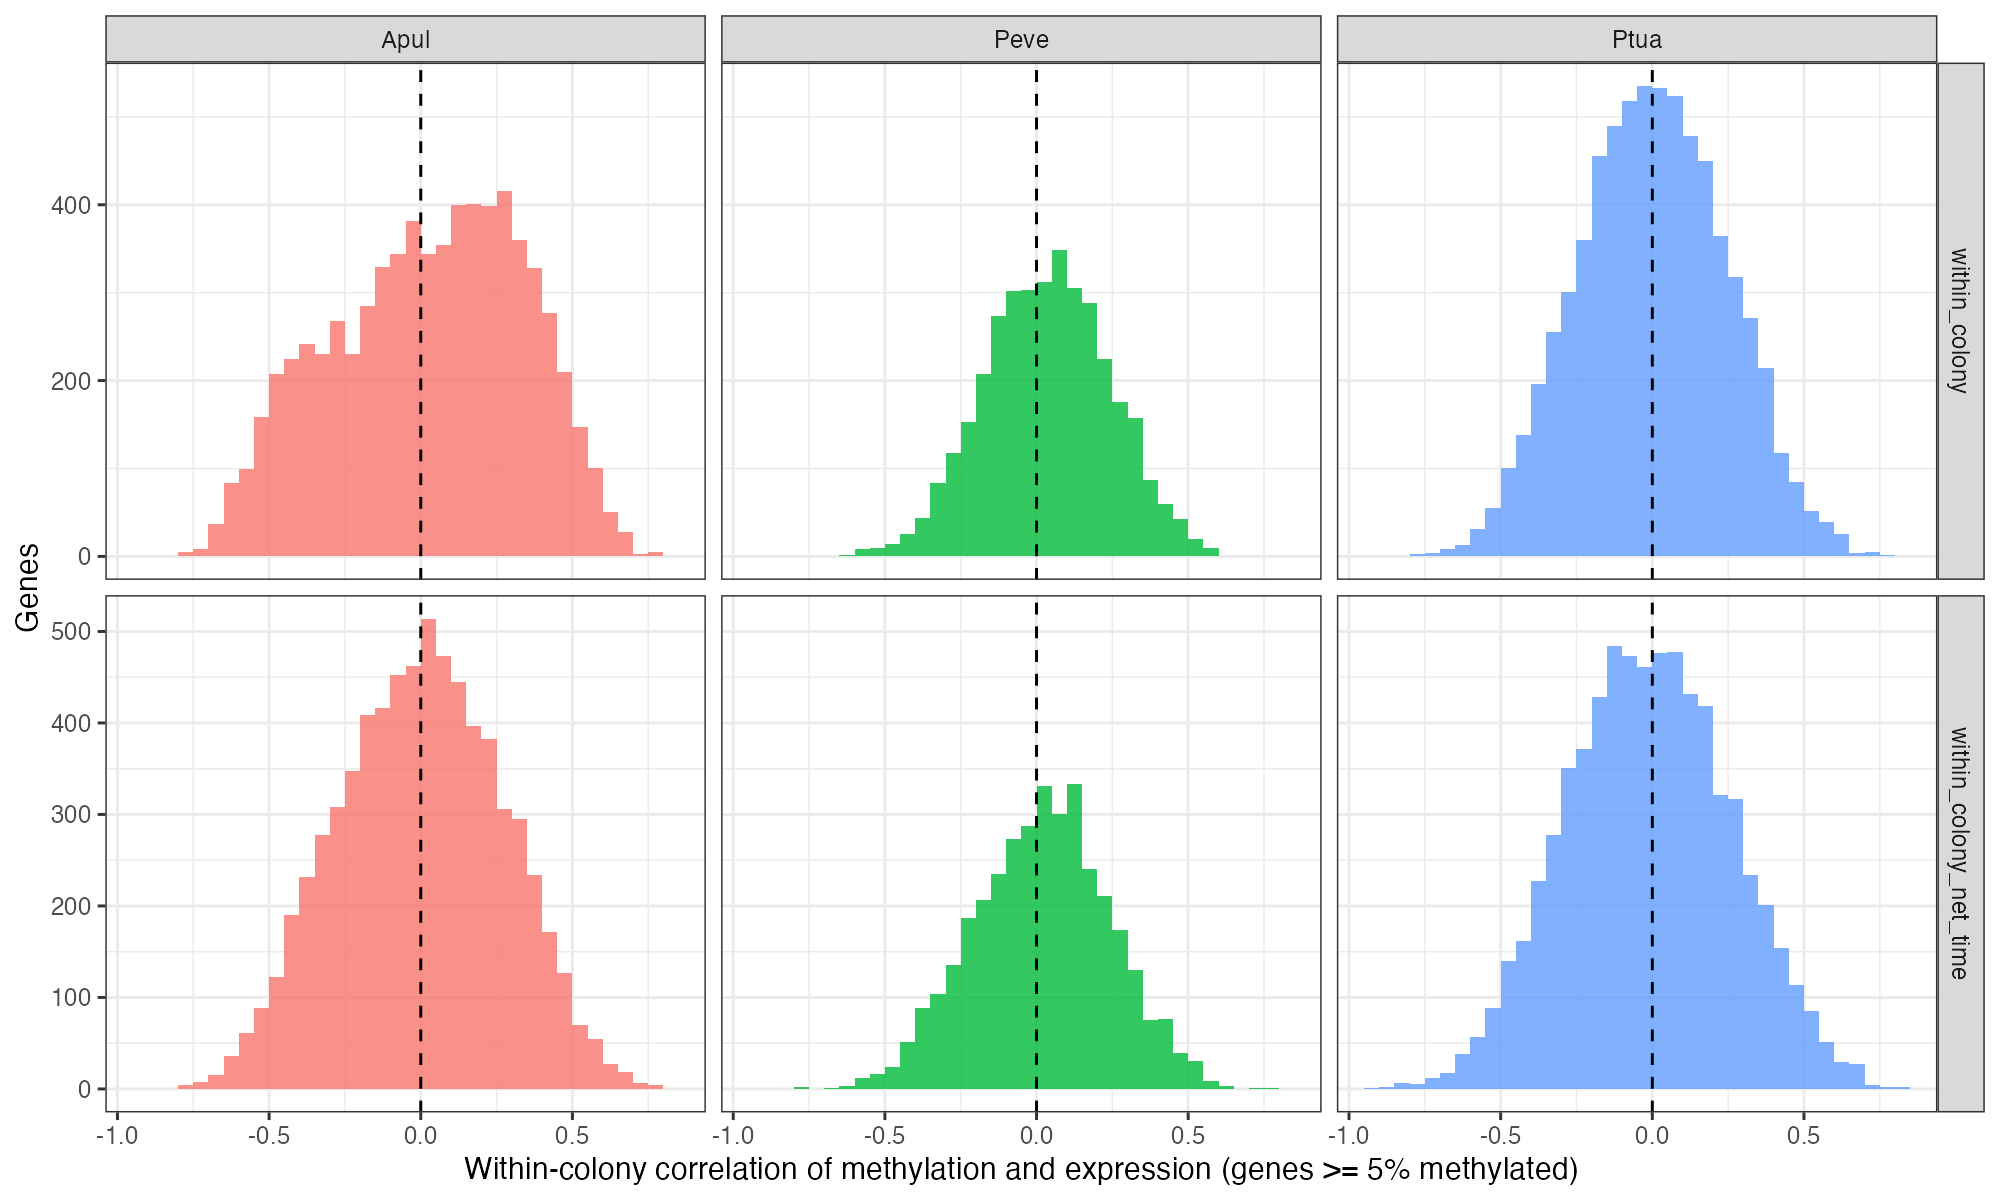 Apul Peve Ptua
400
200
0
within_colony
Genes
500
400
300
200
100
0
within_colony_net_time
-1.0 -0.5 0.0 0.5 -1.0 -0.5 0.0 0.5 -1.0 -0.5 0.0 0.5
Within-colony correlation of methylation and expression (genes >= 5% methylated)